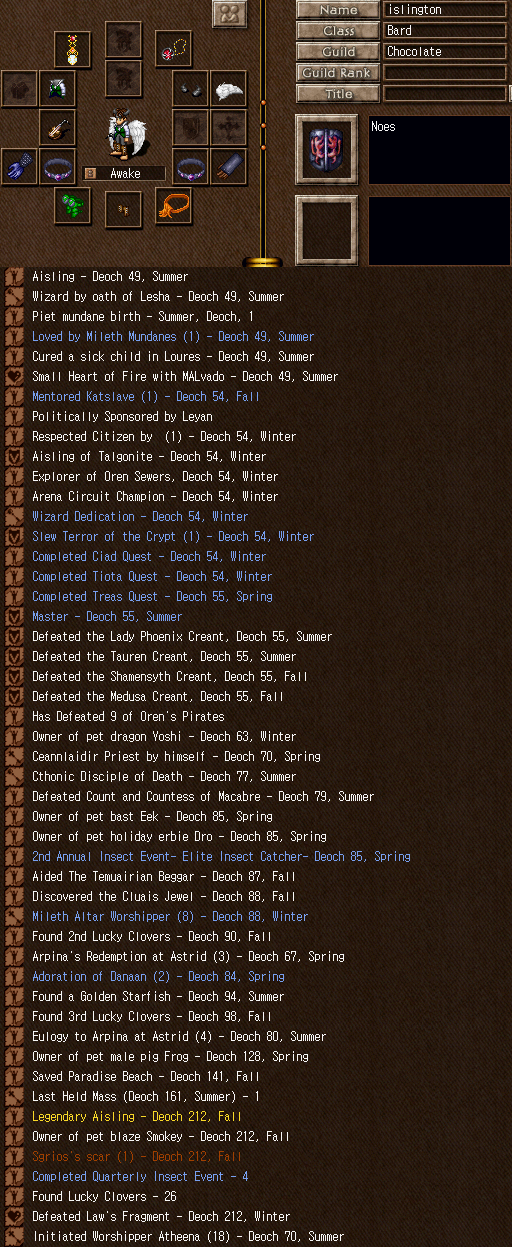 Name
islington
Class
Bard
Guild
Chocolate
Guild Rank
Title
Noes
Awake
Aisling - Deoch 49, Summer
Wizard by oath of Lesha - Deoch 49, Summer
Piet mundane birth - Summer, Deoch, 1
Loved by Mileth Mundanes (1) - Deoch 49, Summer
Cured a sick child in Loures - Deoch 49, Summer
Small Heart of Fire with MALvado - Deoch 49, Summer
Mentored Katslave (1) - Deoch 54, Fall
Politically Sponsored by Leyan
Respected Citizen by  (1) - Deoch 54, Winter
Aisling of Talgonite - Deoch 54, Winter
Explorer of Oren Sewers, Deoch 54, Winter
Arena Circuit Champion - Deoch 54, Winter
Wizard Dedication - Deoch 54, Winter
Slew Terror of the Crypt (1) - Deoch 54, Winter
Completed Ciad Quest - Deoch 54, Winter
Completed Tiota Quest - Deoch 54, Winter
Completed Treas Quest - Deoch 55, Spring
Master - Deoch 55, Summer
Defeated the Lady Phoenix Creant, Deoch 55, Summer
Defeated the Tauren Creant, Deoch 55, Summer
Defeated the Shamensyth Creant, Deoch 55, Fall
Defeated the Medusa Creant, Deoch 55, Fall
Has Defeated 9 of Oren's Pirates
Owner of pet dragon Yoshi - Deoch 63, Winter
Ceannlaidir Priest by himself - Deoch 70, Spring
Cthonic Disciple of Death - Deoch 77, Summer
Defeated Count and Countess of Macabre - Deoch 79, Summer
Owner of pet bast Eek - Deoch 85, Spring
Owner of pet holiday erbie Dro - Deoch 85, Spring
2nd Annual Insect Event- Elite Insect Catcher- Deoch 85, Spring
Aided The Temuairian Beggar - Deoch 87, Fall
Discovered the Cluais Jewel - Deoch 88, Fall
Mileth Altar Worshipper (8) - Deoch 88, Winter
Found 2nd Lucky Clovers - Deoch 90, Fall
Arpina's Redemption at Astrid (3) - Deoch 67, Spring
Adoration of Danaan (2) - Deoch 84, Spring
Found a Golden Starfish - Deoch 94, Summer
Found 3rd Lucky Clovers - Deoch 98, Fall
Eulogy to Arpina at Astrid (4) - Deoch 80, Summer
Owner of pet male pig Frog - Deoch 128, Spring
Saved Paradise Beach - Deoch 141, Fall
Last Held Mass (Deoch 161, Summer) - 1
Legendary Aisling - Deoch 212, Fall
Owner of pet blaze Smokey - Deoch 212, Fall
Sgrios's scar (1) - Deoch 212, Fall
Completed Quarterly Insect Event - 4
Found Lucky Clovers - 26
Defeated Law's Fragment - Deoch 212, Winter
Initiated Worshipper Atheena (18) - Deoch 70, Summer